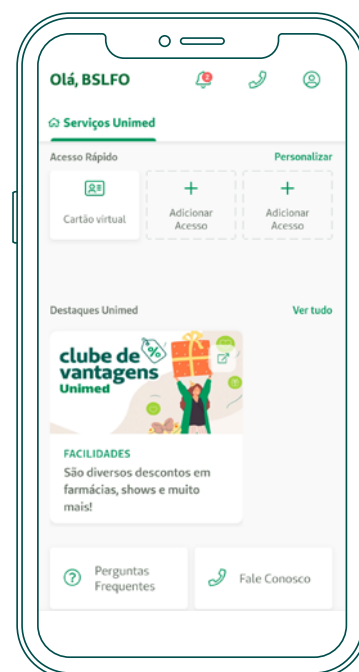 Olá, BSLFO
2
Serviços Unimed
Acesso Rápido
Personalizar
Cartão virtual
Adicionar
Acesso
Adicionar
Acesso
Destaques Unimed
Ver tudo
clube de
vantagens
Unimed
%
FACILIDADES
São diversos descontos em
farmácias, shows e muito
mais!
Perguntas
Frequentes
Fale Conosco